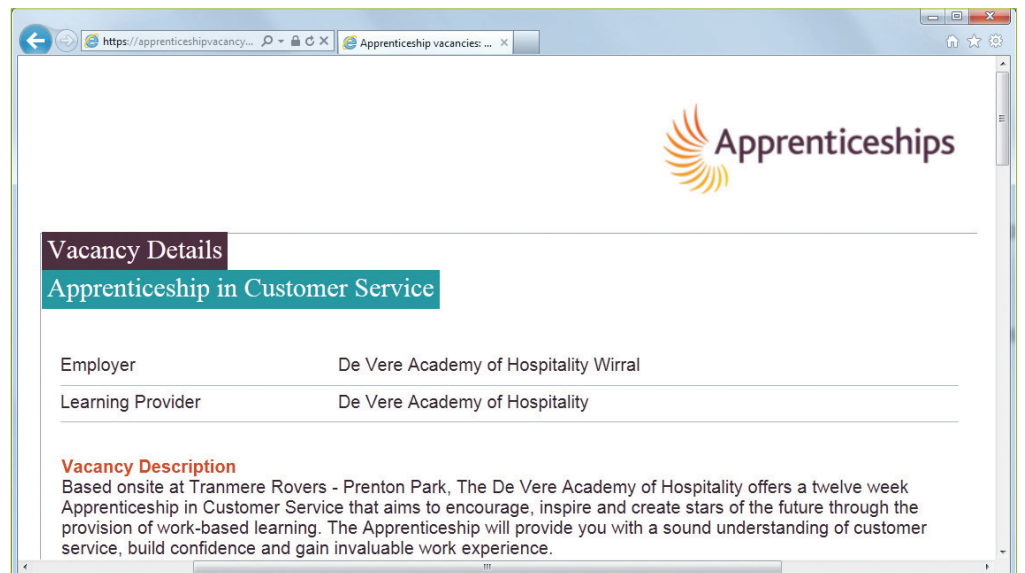 https://apprenticeshipvacancy... Apprenticeship vacancies: ...
Apprenticeships
Vacancy Details
Apprenticeship in Customer Service
Employer De Vere Academy of Hospitality Wirral
Learning Provider De Vere Academy of Hospitality
Vacancy Description
Based onsite at Tranmere Rovers - Prenton Park, The De Vere Academy of Hospitality offers a twelve week
Apprenticeship in Customer Service that aims to encourage, inspire and create stars of the future through the
provision of work-based learning. The Apprenticeship will provide you with a sound understanding of customer
service, build confidence and gain invaluable work experience.